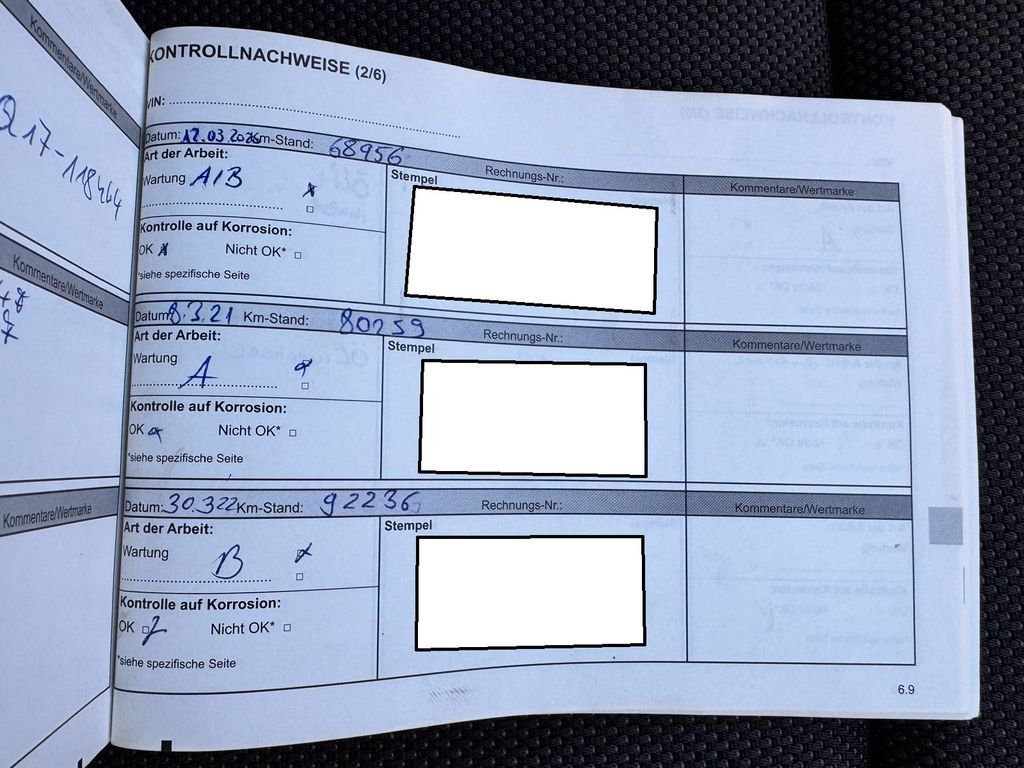 Kommentare/Wertmarke
Q17-118464
Kommentare/Wertmarke
Kommentare/Wertmarke
KONTROLLNACHWEISE (2/6)
VIN:
Datum: 12.03.2020 Km-Stand: 68956 Rechnungs-Nr.: Kommentare/Wertmarke
Art der Arbeit:
Stempel
Wartung A/B
Kontrolle auf Korrosion:
OK Nicht OK*
*siehe spezifische Seite
Datum: 8.3.21 Km-Stand: 80259 Rechnungs-Nr.: Kommentare/Wertmarke
Art der Arbeit:
Stempel
Wartung
A
Kontrolle auf Korrosion:
OK Nicht OK*
*siehe spezifische Seite
Datum: 30.322 Km-Stand: 92236 Rechnungs-Nr.: Kommentare/Wertmarke
Art der Arbeit:
Stempel
Wartung
B
Kontrolle auf Korrosion:
OK Nicht OK*
*siehe spezifische Seite
6.9